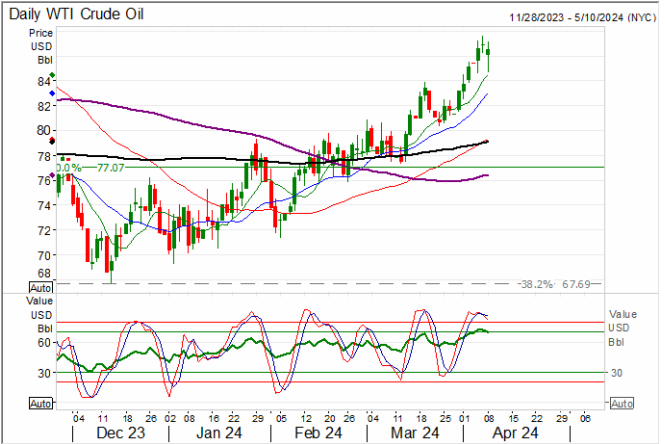 Daily WTI Crude Oil
11/28/2023 - 5/10/2024 (NYC)
Price
USD
Bbl
84
82
80
78
76
74
72
70
68
Auto
0.0%
77.07
-38.2%
67.69
Value
USD
Bbl
60
30
Auto
Value
USD
Bbl
30
Auto
04 11 18 26 02 08 16 22 29 05 12 20 26 04 11 18 25 01 08 15 22 29 06
Dec 23 Jan 24 Feb 24 Mar 24 Apr 24